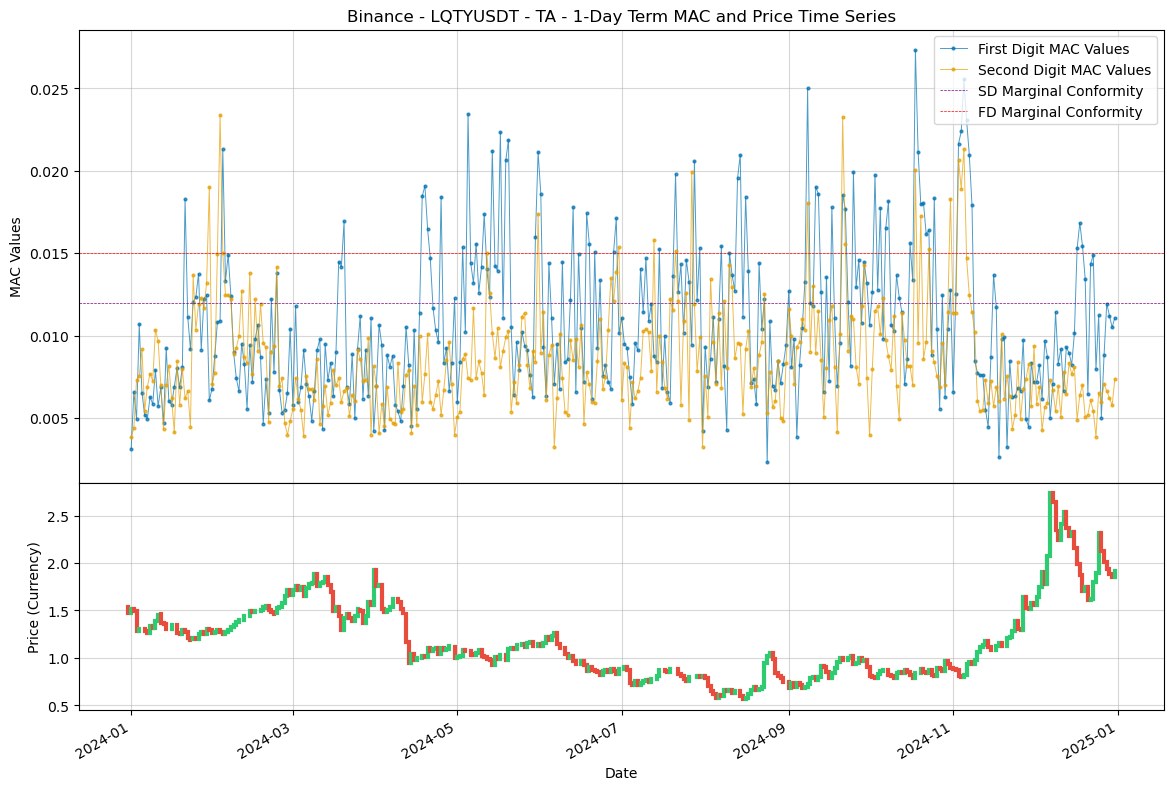 Binance - LQTYUSDT - TA - 1-Day Term MAC and Price Time Series
First Digit MAC Values
Second Digit MAC Values
SD Marginal Conformity
FD Marginal Conformity
MAC Values
0.025
0.020
0.015
0.010
0.005
Price (Currency)
2.5
2.0
1.5
1.0
0.5
2024-01
2024-03
2024-05
2024-07
2024-09
2024-11
2025-01
Date